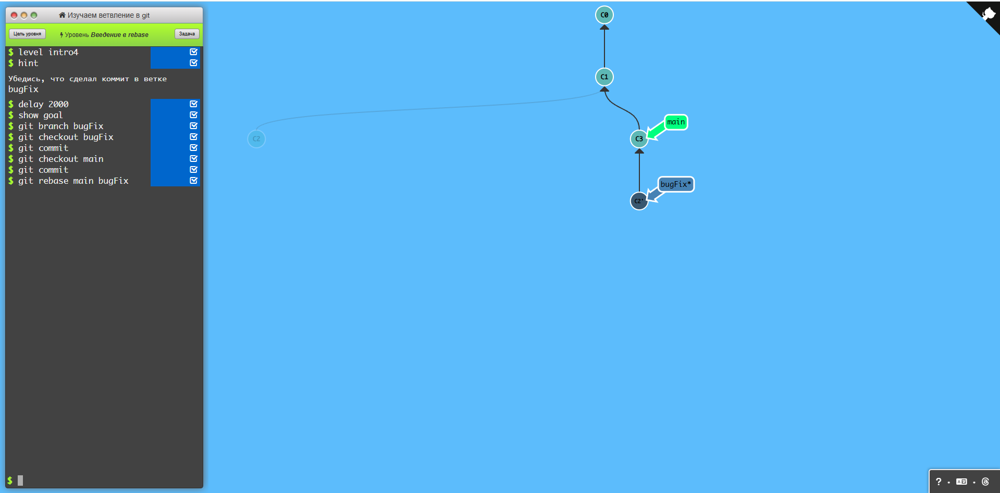 Изучаем ветвление в git
Цель уровня
Уровень Введение в rebase
Задача
$ level intro4
$ hint
Убедись, что сделал коммит в ветке
bugFix
$ delay 2000
$ show goal
$ git branch bugFix
$ git checkout bugFix
$ git commit
$ git checkout main
$ git commit
$ git rebase main bugFix
$
C0
C1
main
C2
C3
bugFix*
C2'
?